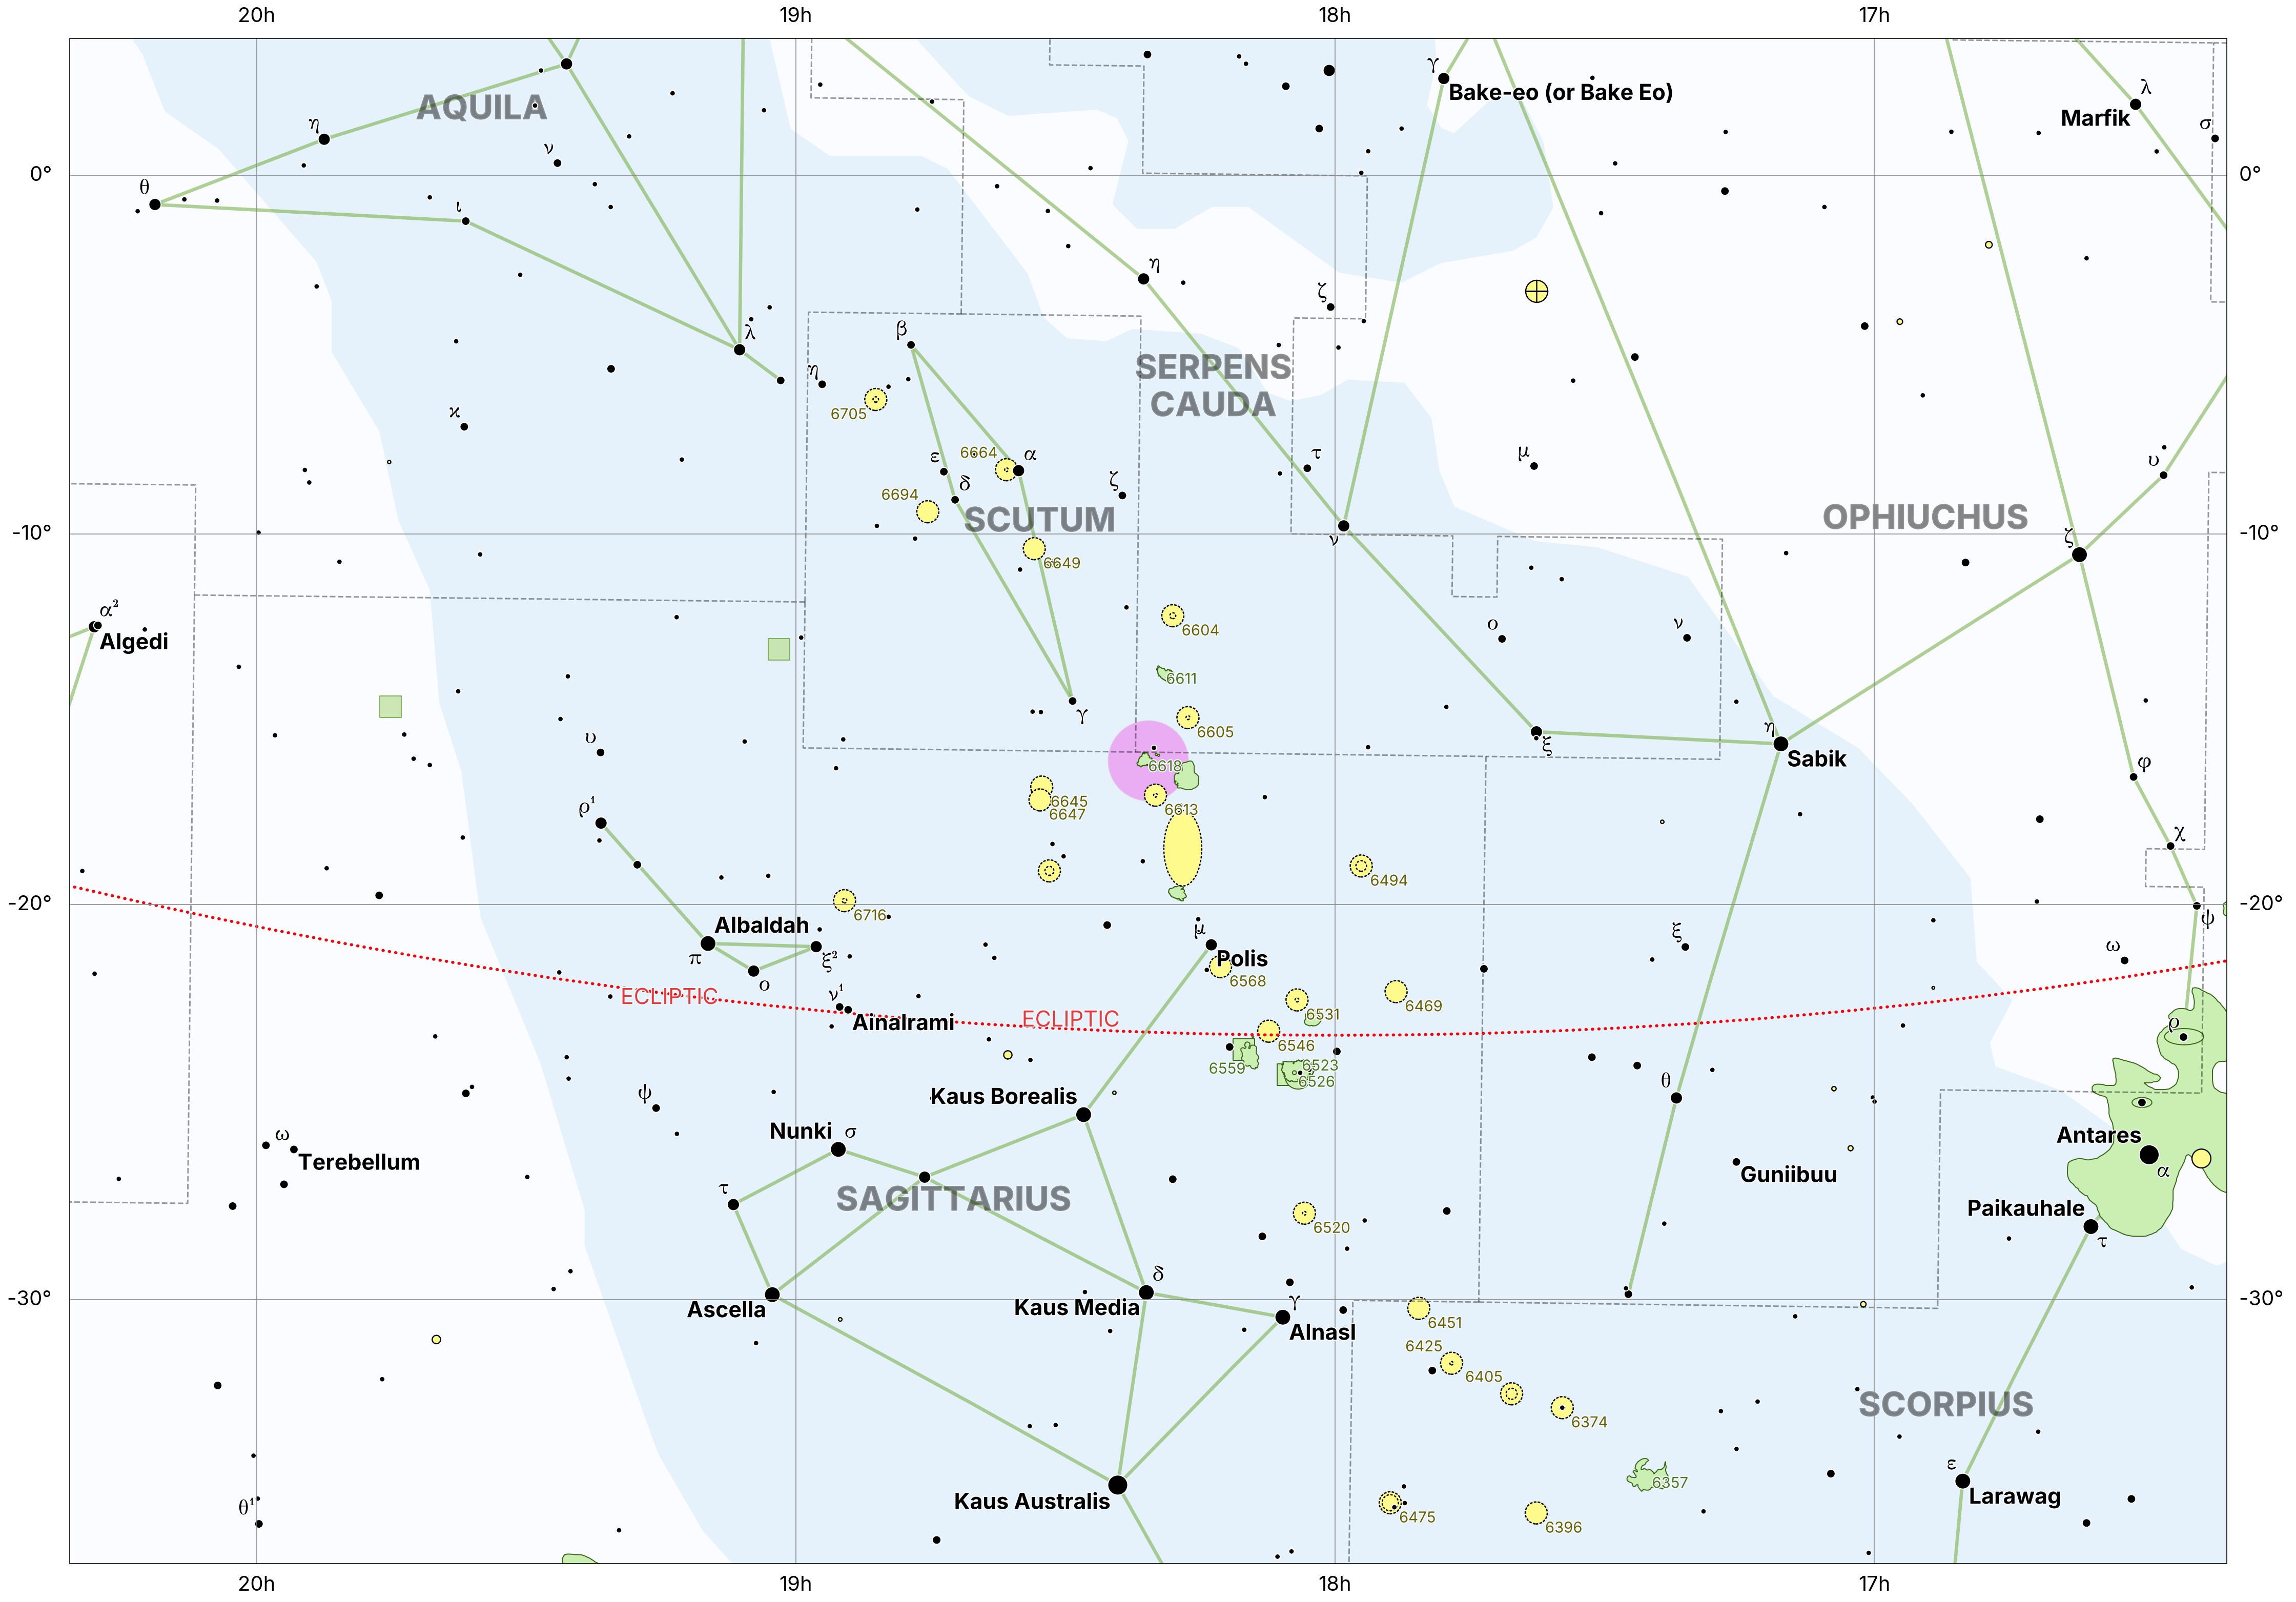 20h 19h 18h 17h
γ
Bake-eo (or Bake Eo)
λ
AQUILA
Marfik
η
σ
ν
0° 0°
θ
ι
η
ζ
λ
β
SERPENS
CAUDA
η
6705
ϰ
6664 α
τ
μ
ε
υ
δ
ζ
6694
SCUTUM
OPHIUCHUS
-10° -10°
ν
ζ
6649
α²
Algedi
6604
ο
ν
6611
γ
6605
υ
ξ
η
Sabik
6618
φ
6645
6647
6613
ρ¹
χ
6494
-20° -20°
6716
ψ
Albaldah
π
ξ²
μ
Polis
ξ
ω
ο
6568
ECLIPTIC
ν¹
Ainalrami
ECLIPTIC
6531
6469
6546
ρ
6559
6523
6526
ψ
Kaus Borealis
θ
Nunki σ
ω
Terebellum
Antares
α
Guniibuu
τ
SAGITTARIUS
Paikauhale
τ
6520
δ
-30° -30°
Ascella
Kaus Media
γ
Alnasl
6451
6425
6405
SCORPIUS
6374
ε
6357
Larawag
Kaus Australis
θ¹
6475
6396
20h 19h 18h 17h